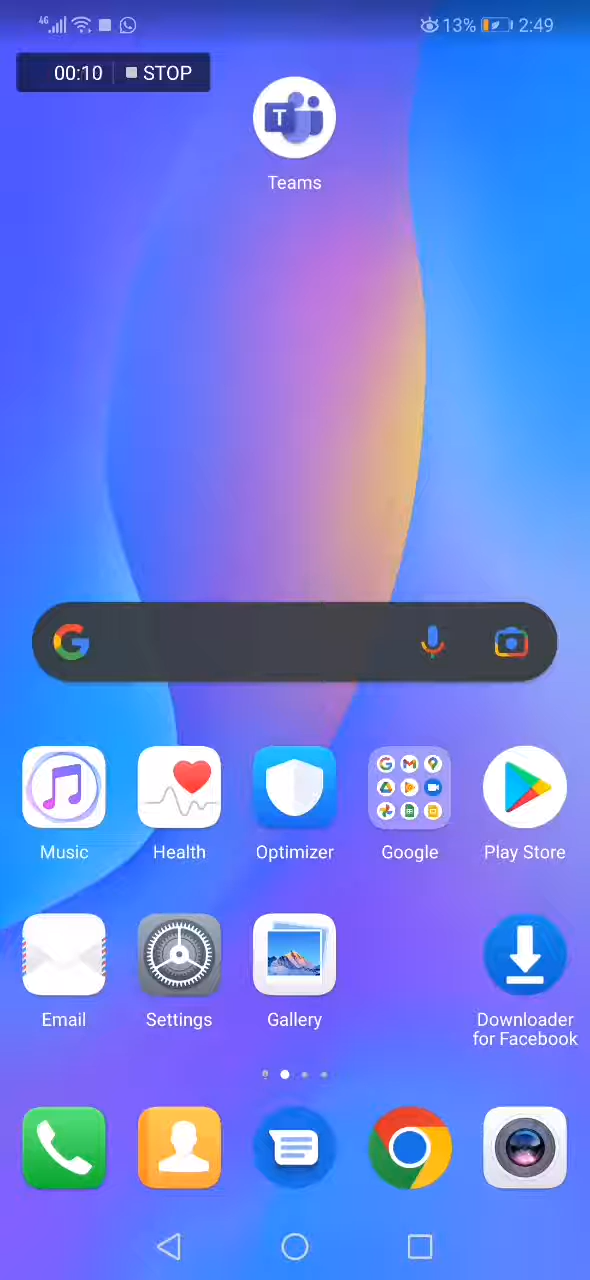 4G 13% 2:49
00:10 STOP
T
Teams
G
Music Health Optimizer Google Play Store
Email Settings Gallery Downloader
for Facebook